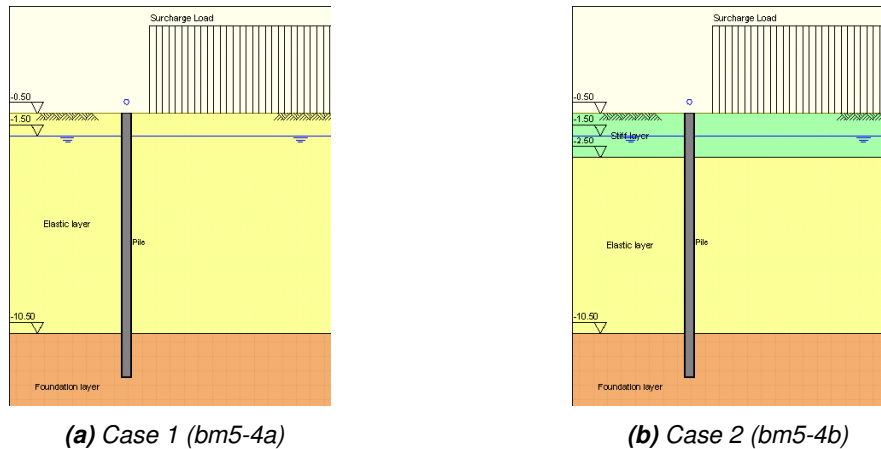 Surcharge Load
-0.50
-1.50
Elastic layer
Pile
-10.50
Foundation layer
(a) Case 1 (bm5-4a)
Surcharge Load
-0.50
-1.50
Stiff layer
-2.50
Elastic layer
Pile
-10.50
Foundation layer
(b) Case 2 (bm5-4b)